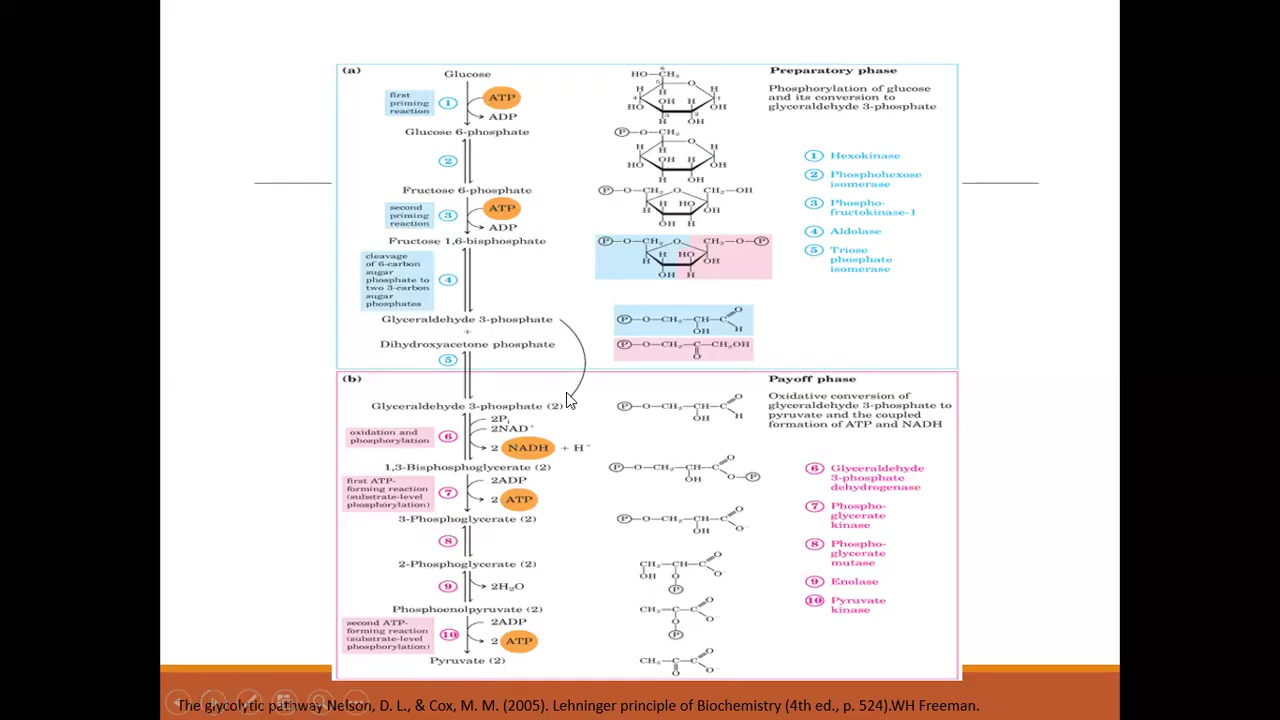 (a)
Glucose
first
priming
reaction
1
ATP
ADP
Glucose 6-phosphate
2
Fructose 6-phosphate
second
priming
reaction
3
ATP
ADP
Fructose 1,6-bisphosphate
cleavage
of 6-carbon
sugar
phosphate to
two 3-carbon
sugar
phosphates
4
Glyceraldehyde 3-phosphate
+
Dihydroxyacetone phosphate
5
Preparatory phase
Phosphorylation of glucose
and its conversion to
glyceraldehyde 3-phosphate
1 Hexokinase
2 Phosphohexose
isomerase
3 Phospho-
fructokinase-1
4 Aldolase
5 Triose
phosphate
isomerase
(b)
Glyceraldehyde 3-phosphate (2)
oxidation and
phosphorylation
6
2Pi
2NAD+
2 NADH + H+
1,3-Bisphosphoglycerate (2)
first ATP-
forming reaction
(substrate-level
phosphorylation)
7
2ADP
2 ATP
3-Phosphoglycerate (2)
8
2-Phosphoglycerate (2)
9
2H2O
Phosphoenolpyruvate (2)
second ATP-
forming reaction
(substrate-level
phosphorylation)
10
2ADP
2 ATP
Pyruvate (2)
Payoff phase
Oxidative conversion of
glyceraldehyde 3-phosphate to
pyruvate and the coupled
formation of ATP and NADH
6 Glyceraldehyde
3-phosphate
dehydrogenase
7 Phospho-
glycerate
kinase
8 Phospho-
glycerate
mutase
9 Enolase
10 Pyruvate
kinase
The glycolytic pathway Nelson, D. L., & Cox, M. M. (2005). Lehninger principle of Biochemistry (4th ed., p. 524).WH Freeman.